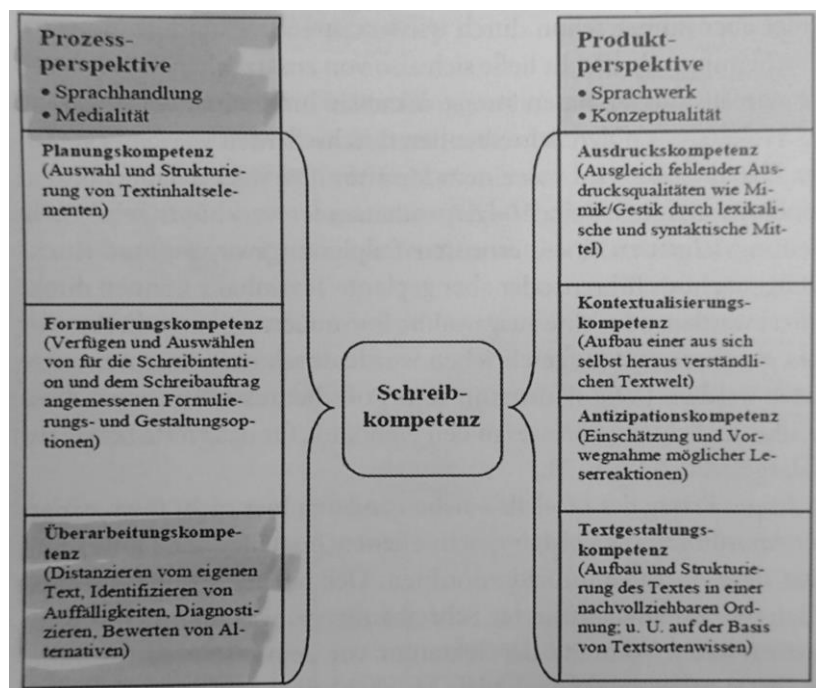 Prozess-
perspektive
• Sprachhandlung
• Medialität
Planungskompetenz
(Auswahl und Strukturie-
rung von Textinhaltsele-
menten)
Formulierungskompetenz
(Verfügen und Auswählen
von für die Schreibintenti-
on und dem Schreibauftrag
angemessenen Formulie-
rungs- und Gestaltungsop-
tionen)
Überarbeitungskompe-
tenz
(Distanzieren vom eigenen
Text, Identifizieren von
Auffälligkeiten, Diagnosti-
zieren, Bewerten von Al-
ternativen)
Schreib-
kompetenz
Produkt-
perspektive
• Sprachwerk
• Konzeptualität
Ausdruckskompetenz
(Ausgleich fehlender Aus-
drucksqualitäten wie Mi-
mik/Gestik durch lexikali-
sche und syntaktische Mit-
tel)
Kontextualisierungs-
kompetenz
(Aufbau einer aus sich
selbst heraus verständli-
chen Textwelt)
Antizipationskompetenz
(Einschätzung und Vor-
wegnahme möglicher Le-
serreaktionen)
Textgestaltungs-
kompetenz
(Aufbau und Strukturie-
rung des Textes in einer
nachvollziehbaren Ord-
nung; u. U. auf der Basis
von Textsortenwissen)